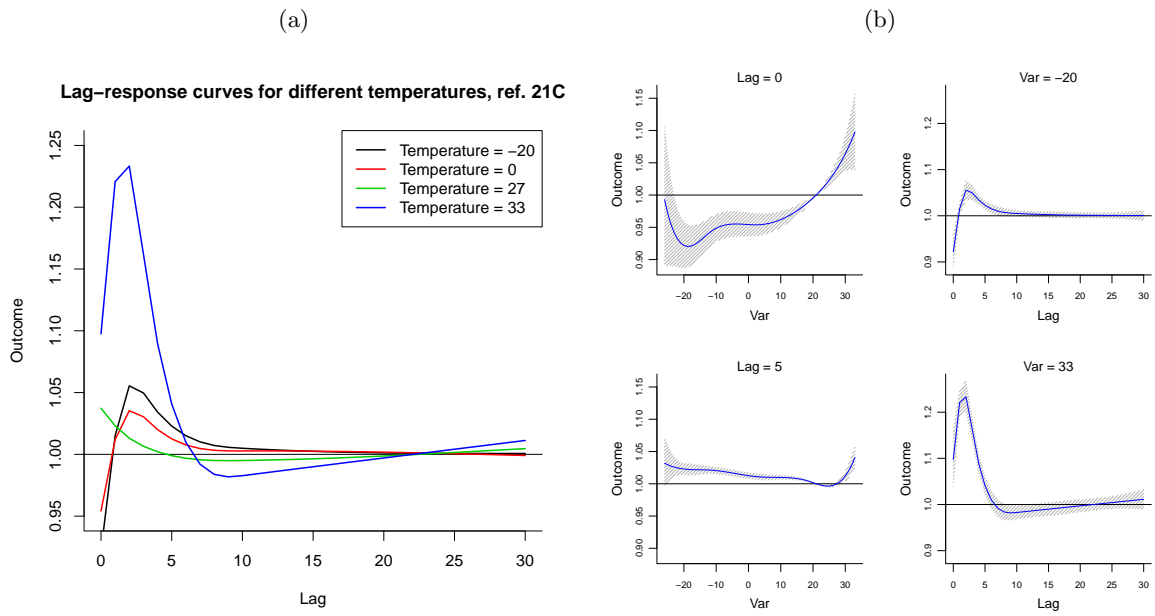 (a)
Lag−response curves for different temperatures, ref. 21C
Temperature = −20
Temperature = 0
Temperature = 27
Temperature = 33
Outcome
0.95 1.00 1.05 1.10 1.15 1.20 1.25
0 5 10 15 20 25 30
Lag
(b)
Lag = 0
Outcome
0.90 0.95 1.00 1.05 1.10 1.15
−20 −10 0 10 20 30
Var
Var = −20
Outcome
0.9 1.0 1.1 1.2
0 5 10 15 20 25 30
Lag
Lag = 5
Outcome
0.90 0.95 1.00 1.05 1.10 1.15
−20 −10 0 10 20 30
Var
Var = 33
Outcome
0.9 1.0 1.1 1.2
0 5 10 15 20 25 30
Lag